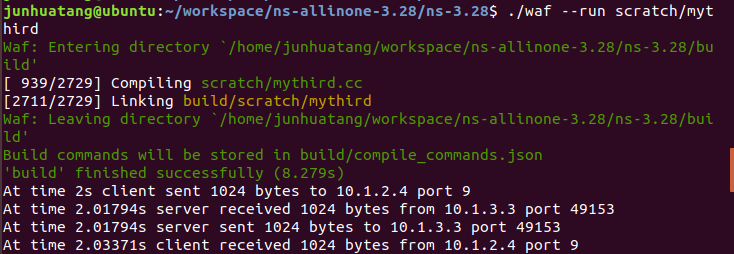 junhuatang@ubuntu:~/workspace/ns-allinone-3.28/ns-3.28$ ./waf --run scratch/myt
hird
Waf: Entering directory `/home/junhuatang/workspace/ns-allinone-3.28/ns-3.28/bu
ild'
[ 939/2729] Compiling scratch/mythird.cc
[2711/2729] Linking build/scratch/mythird
Waf: Leaving directory `/home/junhuatang/workspace/ns-allinone-3.28/ns-3.28/bui
ld'
Build commands will be stored in build/compile_commands.json
'build' finished successfully (8.279s)
At time 2s client sent 1024 bytes to 10.1.2.4 port 9
At time 2.01794s server received 1024 bytes from 10.1.3.3 port 49153
At time 2.01794s server sent 1024 bytes to 10.1.3.3 port 49153
At time 2.03371s client received 1024 bytes from 10.1.2.4 port 9